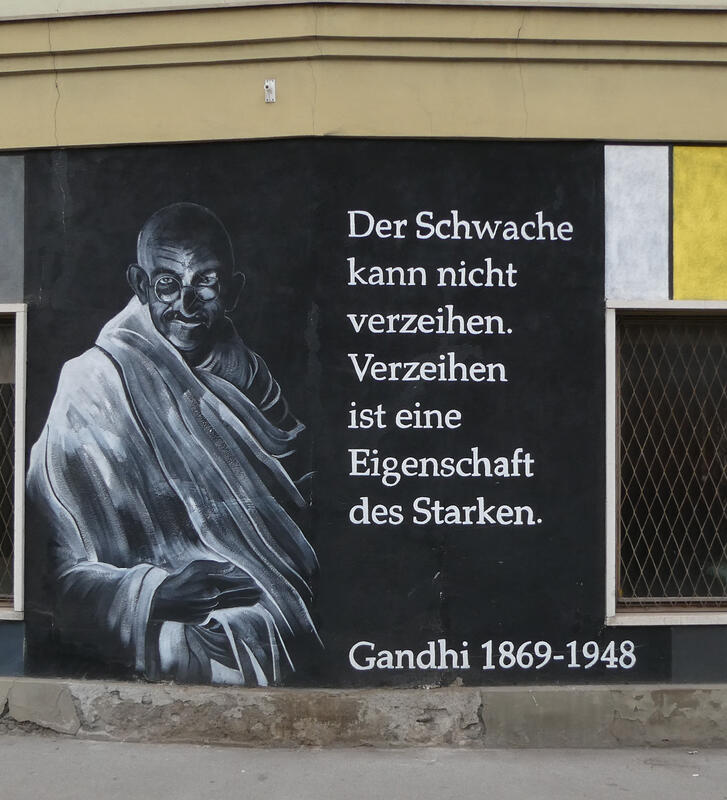 Der Schwache
kann nicht
verzeihen.
Verzeihen
ist eine
Eigenschaft
des Starken.
Gandhi 1869-1948